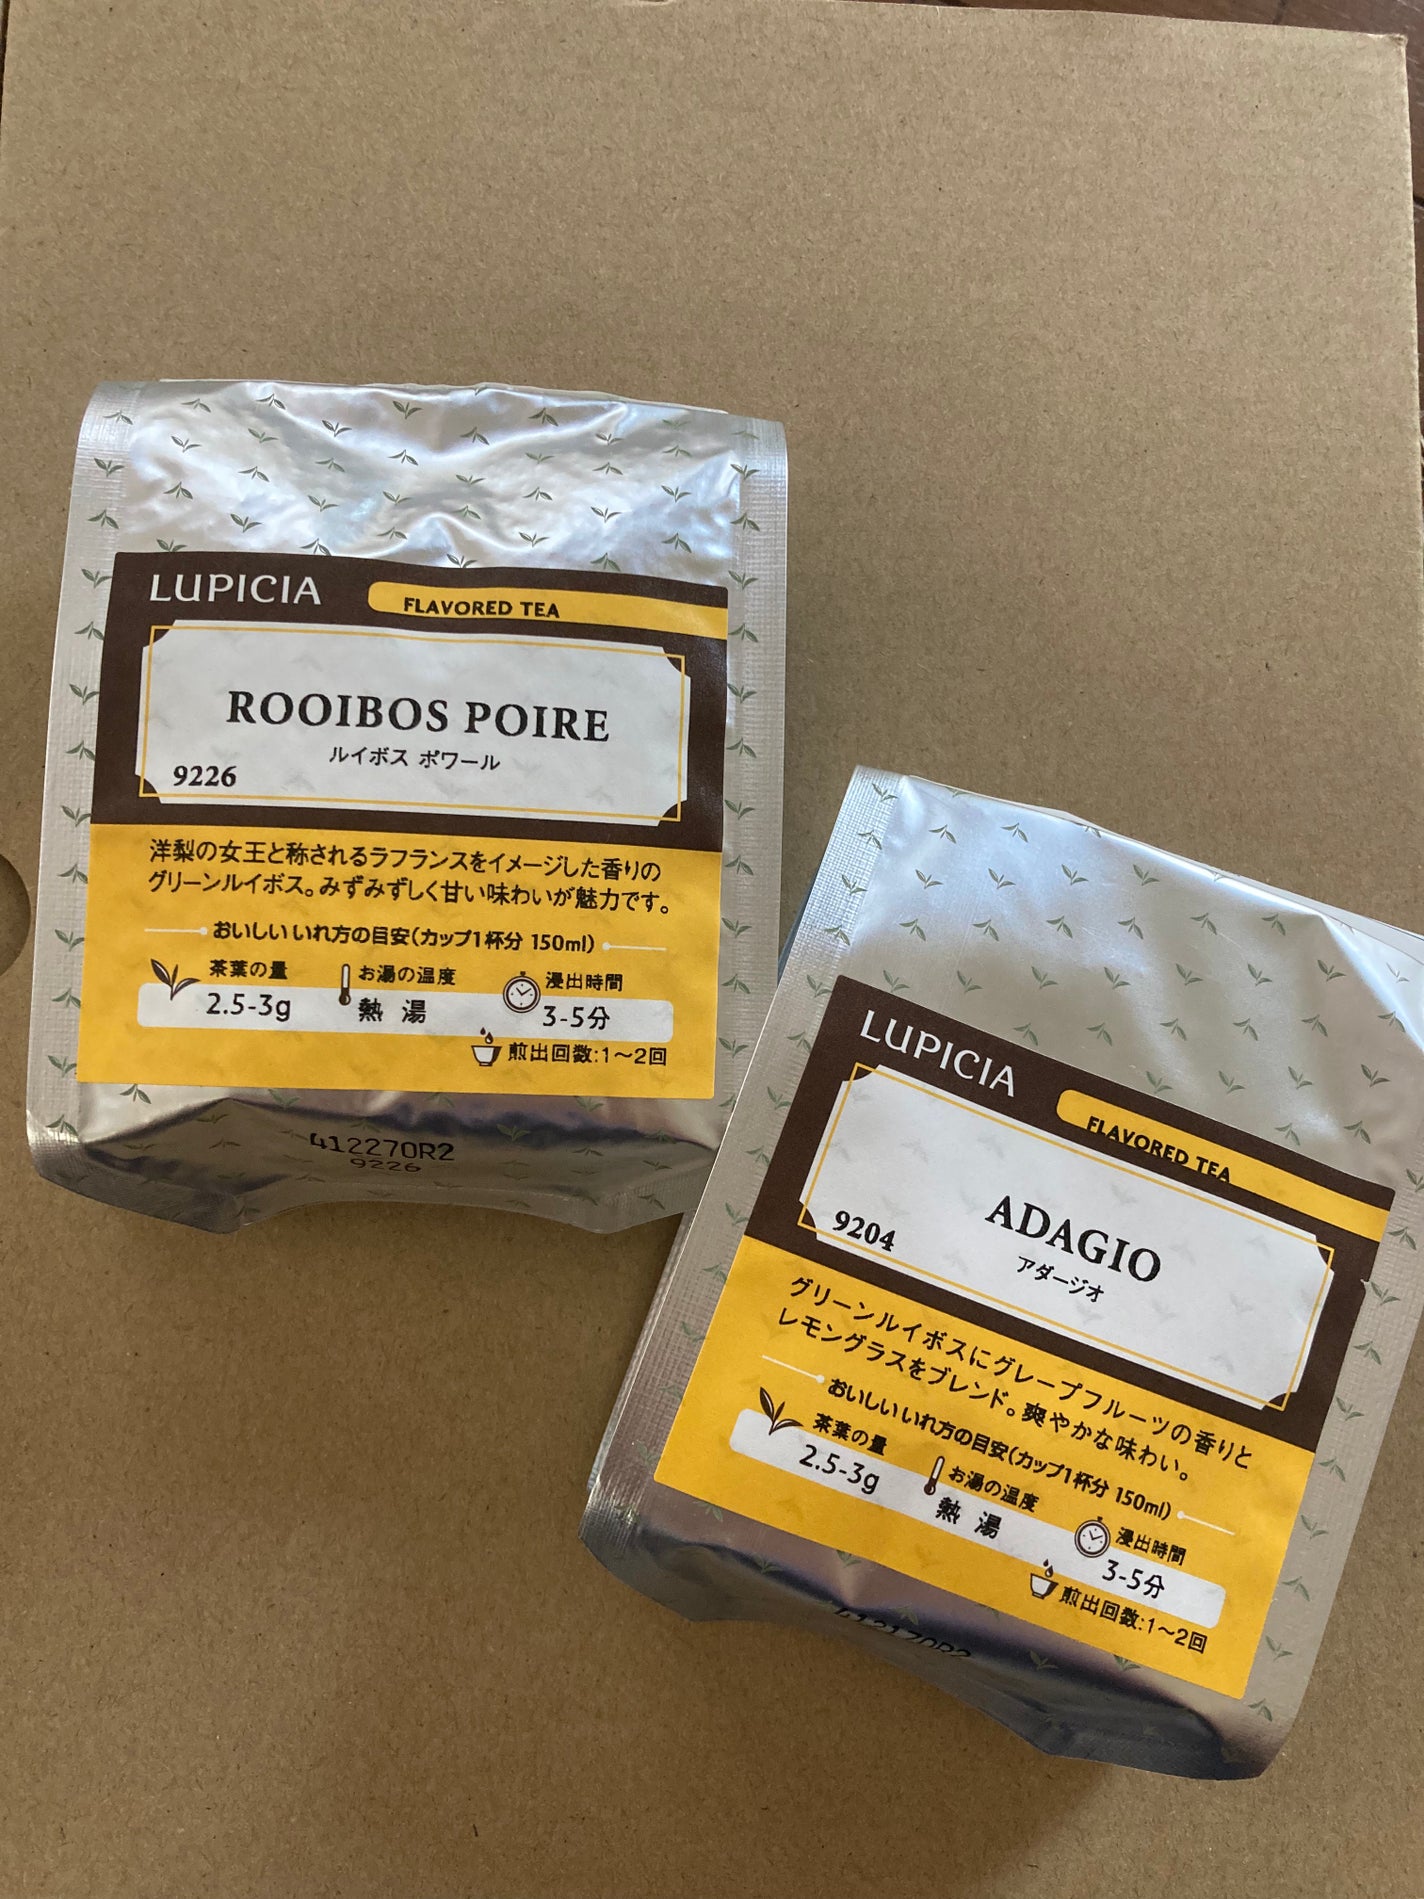 LUPICIA
FLAVORED TEA
ROOIBOS POIRE
ルイボス ポワール
9226
洋梨の女王と称されるラフランスをイメージした香りの
グリーンルイボス。みずみずしく甘い味わいが魅力です。
おいしいいれ方の目安(カップ1杯分 150ml)
茶葉の量 お湯の温度 浸出時間
2.5-3g 熱湯 3-5分
煎出回数:1〜2回
412270R2
9226
LUPICIA
FLAVORED TEA
ADAGIO
アダージオ
9204
グリーンルイボスにグレープフルーツの香りと
レモングラスをブレンド。爽やかな味わい。
おいしいいれ方の目安(カップ1杯分 150ml)
茶葉の量 お湯の温度 浸出時間
2.5-3g 熱湯 3-5分
煎出回数:1〜2回